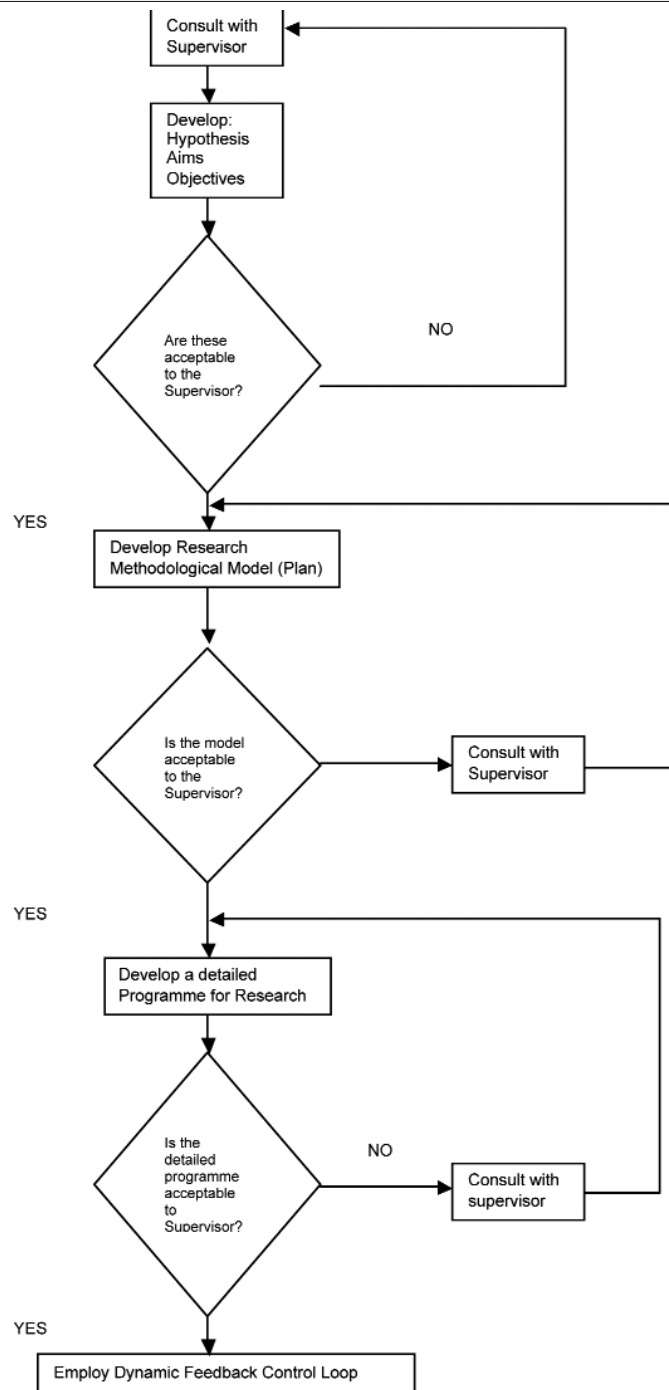 Consult with
Supervisor
Develop:
Hypothesis
Aims
Objectives
Are these
acceptable
to the
Supervisor?
NO
YES
Develop Research
Methodological Model (Plan)
Is the model
acceptable
to the
Supervisor?
Consult with
Supervisor
YES
Develop a detailed
Programme for Research
Is the
detailed
programme
acceptable
to
Supervisor?
NO
Consult with
supervisor
YES
Employ Dynamic Feedback Control Loop